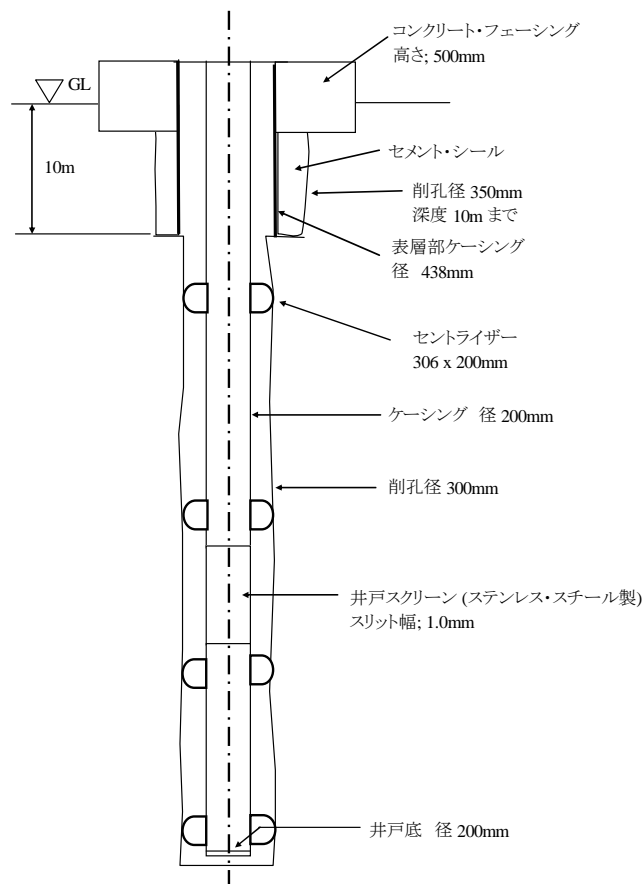 コンクリート・フェーシング
高さ; 500mm
GL
10m
セメント・シール
削孔径 350mm
深度 10m まで
表層部ケーシング
径 438mm
セントライザー
306 x 200mm
ケーシング 径 200mm
削孔径 300mm
井戸スクリーン (ステンレス・スチール製)
スリット幅; 1.0mm
井戸底 径 200mm